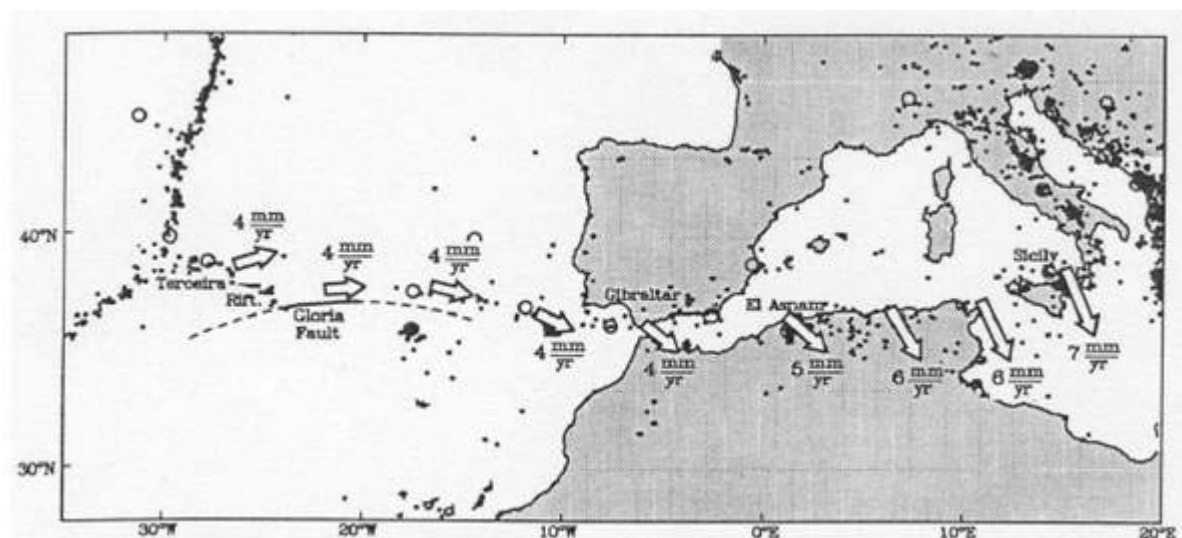 40°N
30°N
4 mm/yr
4 mm/yr
4 mm/yr
Terceira
Rift.
Gloria
Fault
4 mm/yr
Gibraltar
4 mm/yr
El Asnam
5 mm/yr
6 mm/yr
6 mm/yr
Sicily
7 mm/yr
30°W
20°W
10°W
0°E
10°E
20°E